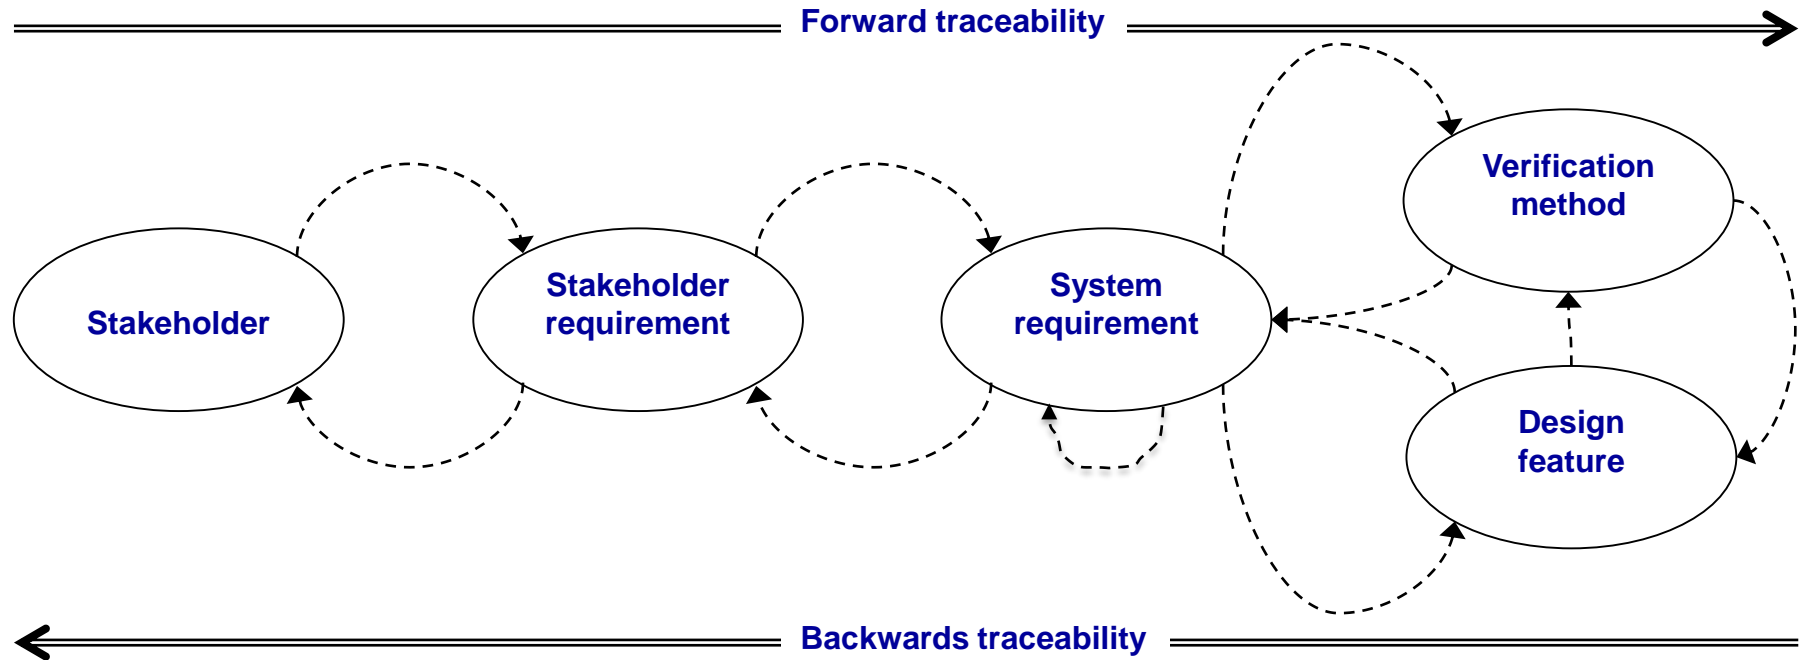 Forward traceability
Verification
method
Stakeholder
Stakeholder
requirement
System
requirement
Design
feature
Backwards traceability